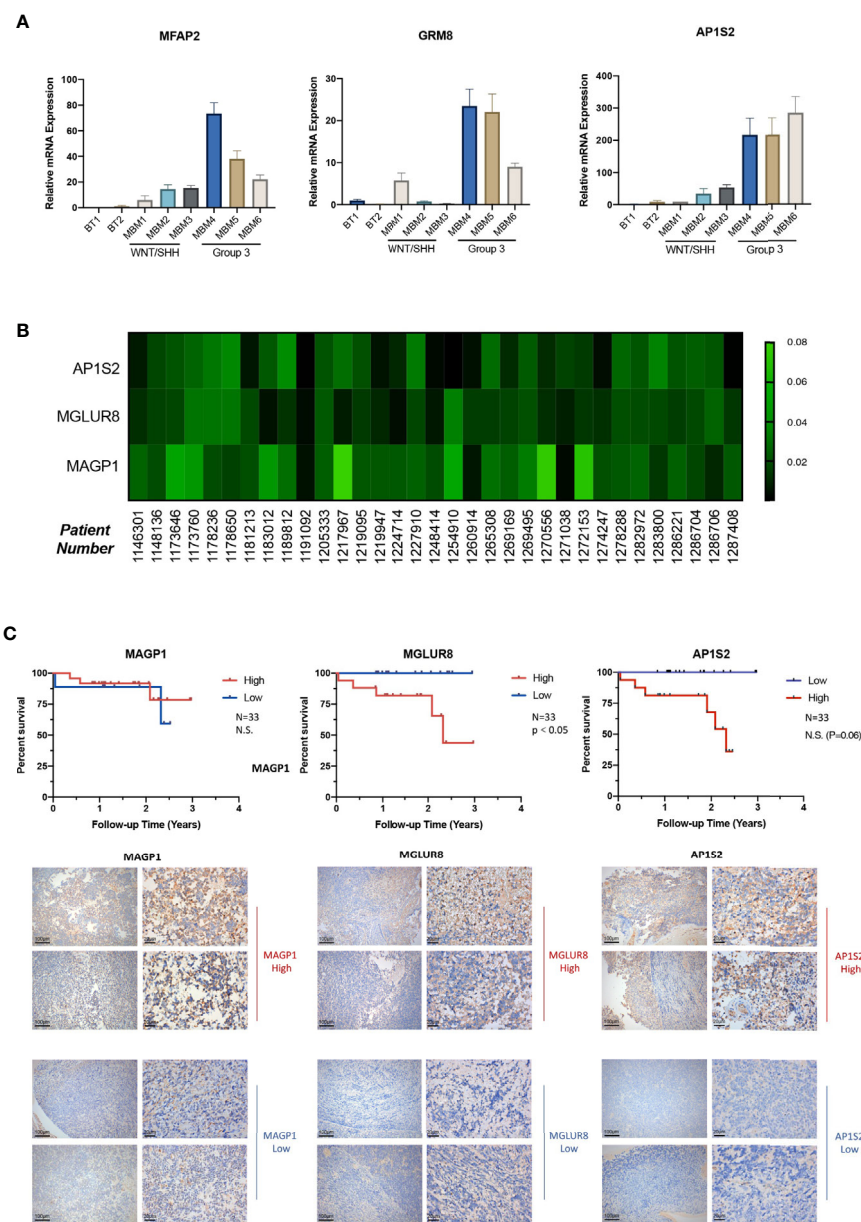 A
MFAP2
GRM8
AP1S2
Relative mRNA Expression
100
80
60
40
20
0
BT1
BT2
MBM1
MBM2
MBM3
MBM4
MBM5
MBM6
WNT/SHH
Group 3
Relative mRNA Expression
30
20
10
0
BT1
BT2
MBM1
MBM2
MBM3
MBM4
MBM5
MBM6
WNT/SHH
Group 3
Relative mRNA Expression
400
300
200
100
0
BT1
BT2
MBM1
MBM2
MBM3
MBM4
MBM5
MBM6
WNT/SHH
Group 3
B
AP1S2
MGLUR8
MAGP1
0.08
0.06
0.04
0.02
Patient
Number
1146301
1148136
1173646
1173760
1178236
1178650
1181213
1183012
1189812
1191092
1205333
1217967
1219095
1219947
1224714
1227910
1248414
1254910
1260914
1265308
1269169
1269495
1270556
1271038
1272153
1274247
1278288
1282972
1283800
1286221
1286704
1286706
1287408
C
MAGP1
Percent survival
100
75
50
25
0
0 1 2 3 4
Follow-up Time (Years)
High
Low
N=33
N.S.
MAGP1
MGLUR8
Percent survival
100
75
50
25
0
0 1 2 3 4
Follow-up Time (Years)
High
Low
N=33
p < 0.05
AP1S2
Percent survival
100
75
50
25
0
0 1 2 3 4
Follow-up Time (Years)
Low
High
N=33
N.S. (P=0.06)
MAGP1
MGLUR8
AP1S2
100μm
MAGP1
High
MGLUR8
High
AP1S2
High
MAGP1
Low
MGLUR8
Low
AP1S2
Low